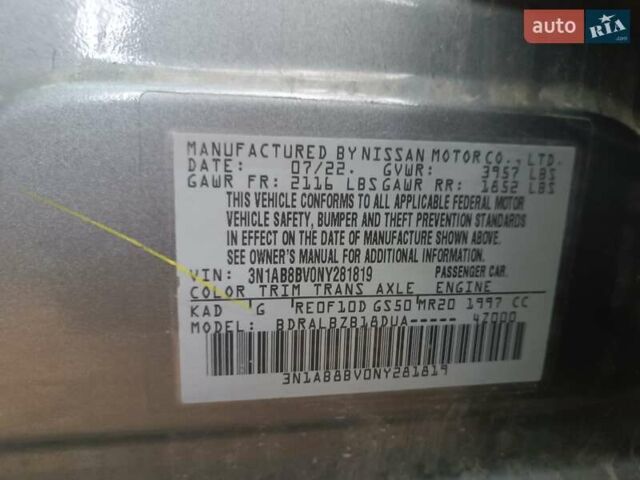 auto RIA.com
MANUFACTURED BY NISSAN MOTOR CO., LTD.
DATE: 07/22. GVWR: 3957 LBS
GAWR FR: 2116 LBS GAWR RR: 1852 LBS
THIS VEHICLE CONFORMS TO ALL APPLICABLE FEDERAL MOTOR
VEHICLE SAFETY, BUMPER AND THEFT PREVENTION STANDARDS
IN EFFECT ON THE DATE OF MANUFACTURE SHOWN ABOVE.
SEE OWNER'S MANUAL FOR ADDITIONAL INFORMATION.
VIN: 3N1AB8BV0NY281819 PASSENGER CAR.
COLOR TRIM TRANS AXLE ENGINE
KAD G RE0F10D GS50 MR20 1997 CC
MODEL: BDRALBZB18DUA----- 47000
3N1AB8BV0NY281819